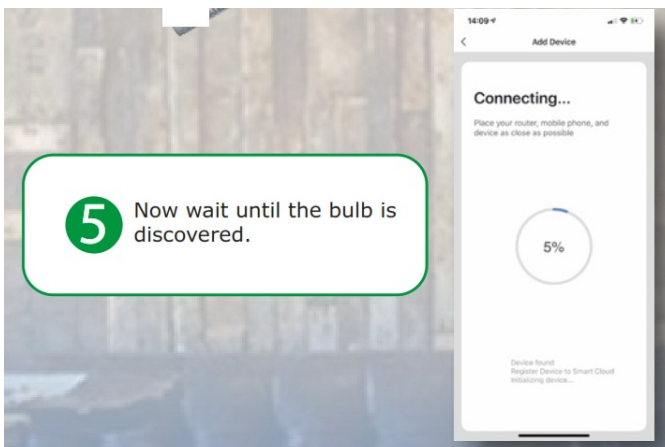 5
Now wait until the bulb is
discovered.
14:09
Add Device
Connecting...
Place your router, mobile phone, and
device as close as possible
5%
Device found
Register Device to Smart Cloud
Initializing device...